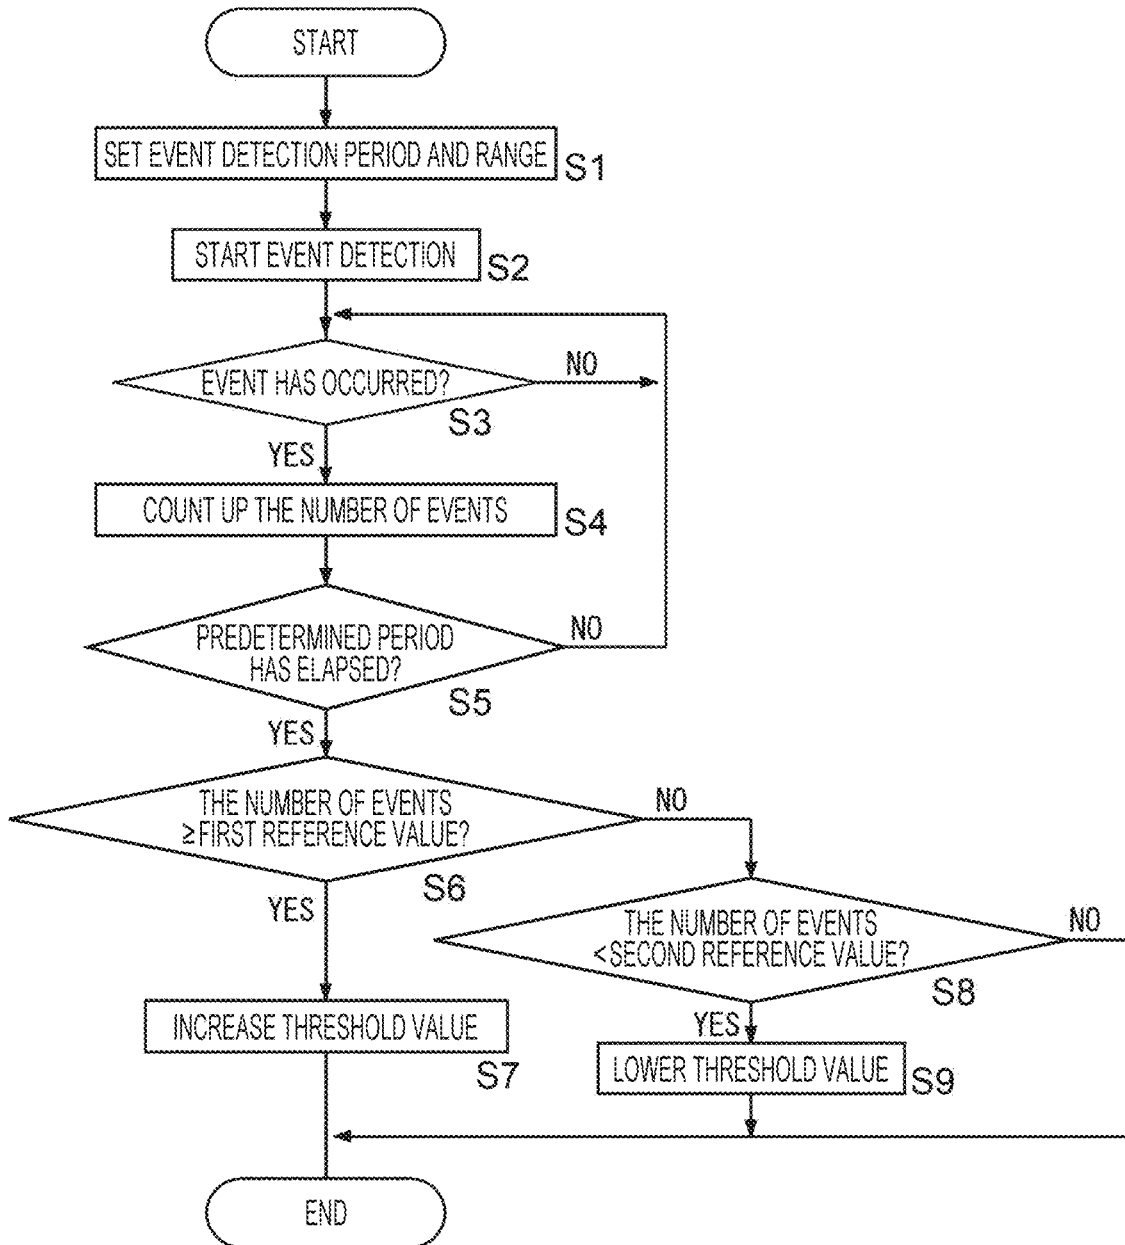 START
SET EVENT DETECTION PERIOD AND RANGE
S1
START EVENT DETECTION
S2
EVENT HAS OCCURRED?
NO
S3
YES
COUNT UP THE NUMBER OF EVENTS
S4
PREDETERMINED PERIOD
HAS ELAPSED?
NO
S5
YES
THE NUMBER OF EVENTS
≥FIRST REFERENCE VALUE?
NO
S6
YES
THE NUMBER OF EVENTS
<SECOND REFERENCE VALUE?
NO
S8
YES
INCREASE THRESHOLD VALUE
S7
LOWER THRESHOLD VALUE
S9
END